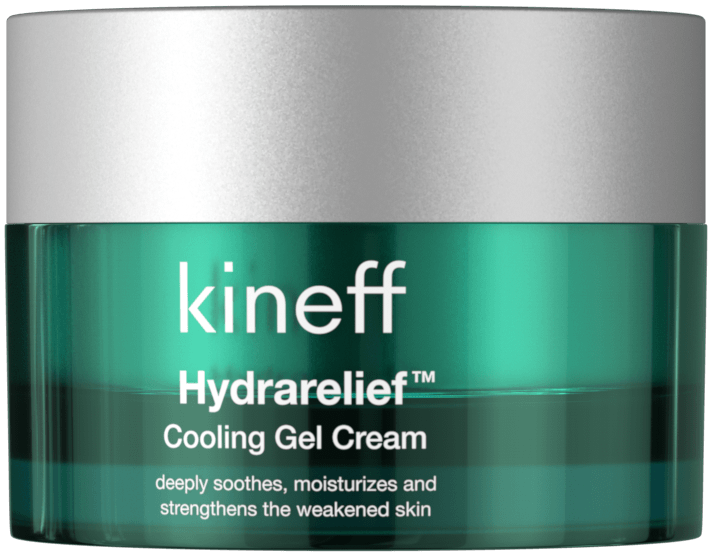 kineff
Hydrarelief™
Cooling Gel Cream
deeply soothes, moisturizes and
strengthens the weakened skin